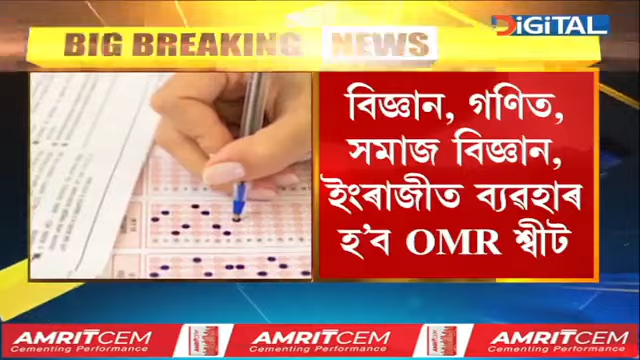 DiGiTAL
BIG BREAKING NEWS
বিজ্ঞান, গণিত,
সমাজ বিজ্ঞান,
ইংৰাজীত ব্যৱহাৰ
হ'ব OMR শ্বীট
AMRITCEM AMRITCEM AMRITCEM
Cementing Performance Cementing Performance Cementing Performance